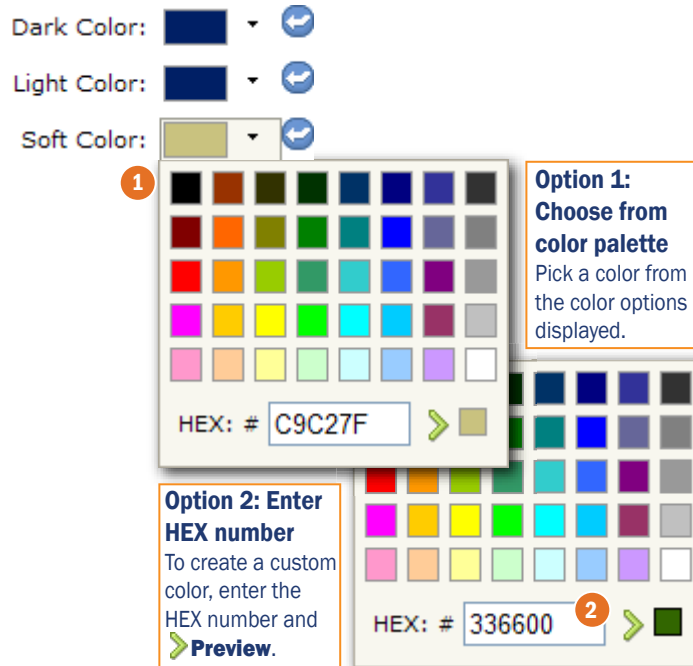 Dark Color:
Light Color:
Soft Color:
1
Option 1:
Choose from
color palette
Pick a color from
the color options
displayed.
HEX: # C9C27F
Option 2: Enter
HEX number
To create a custom
color, enter the
HEX number and
Preview.
HEX: # 336600
2